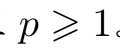 p ⩾ 1。